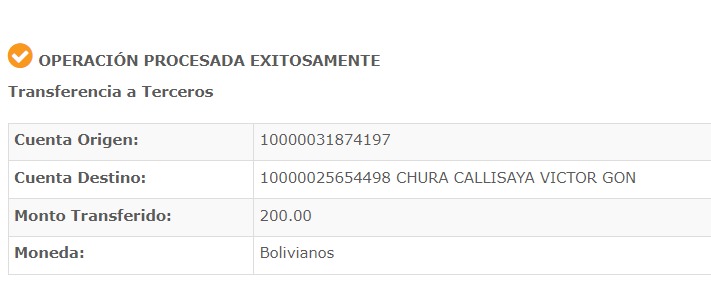 OPERACIÓN PROCESADA EXITOSAMENTE
Transferencia a Terceros
Cuenta Origen: 10000031874197
Cuenta Destino: 10000025654498 CHURA CALLISAYA VICTOR GON
Monto Transferido: 200.00
Moneda: Bolivianos